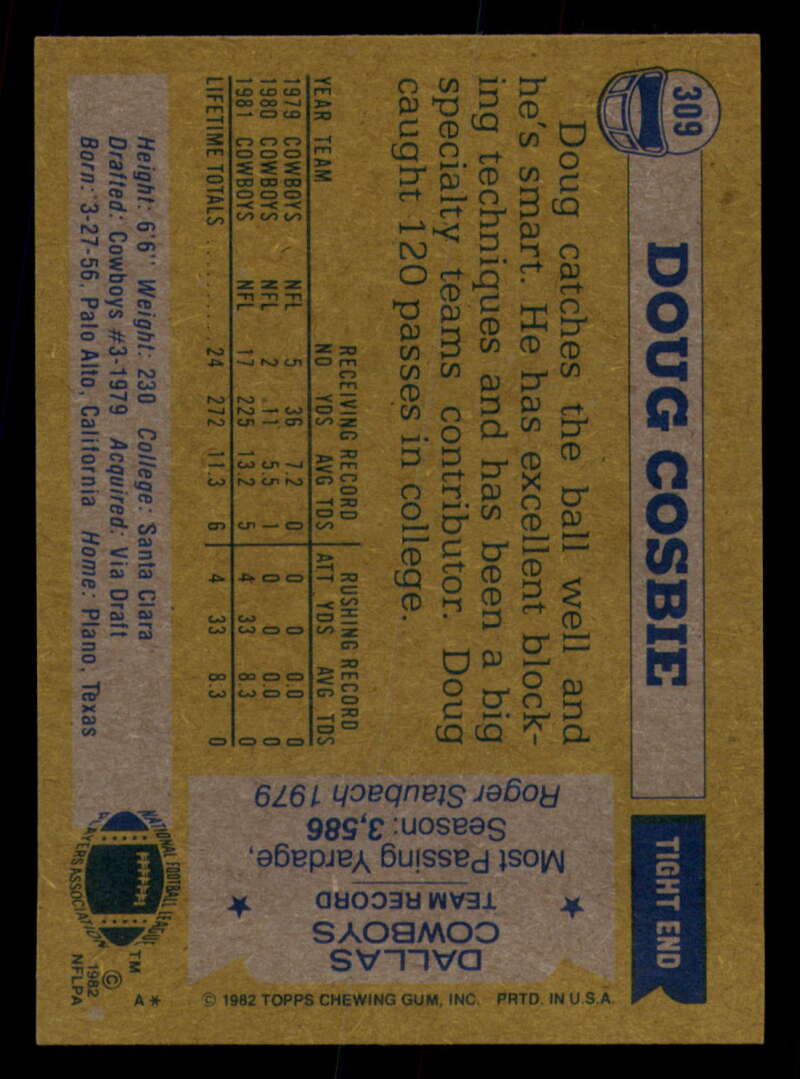 309
DOUG COSBIE
TIGHT END
Doug catches the ball well and
he's smart. He has excellent block-
ing techniques and has been a big
specialty teams contributor. Doug
caught 120 passes in college.
RECEIVING RECORD RUSHING RECORD
YEAR TEAM NO YDS AVG TDS ATT YDS AVG TDS
1979 COWBOYS NFL 5 36 7.2 0 0 0 0.0 0
1980 COWBOYS NFL 2 11 5.5 1 0 0 0.0 0
1981 COWBOYS NFL 17 225 13.2 5 4 33 8.3 0
LIFETIME TOTALS ......... 24 272 11.3 6 4 33 8.3 0
Height: 6'6" Weight: 230 College: Santa Clara
Drafted: Cowboys #3-1979 Acquired: Via Draft
Born: 3-27-56, Palo Alto, California Home: Plano, Texas
DALLAS
COWBOYS
TEAM RECORD
Most Passing Yardage,
Season: 3,586
Roger Staubach 1979
NATIONAL FOOTBALL LEAGUE
PLAYERS ASSOCIATION
TM
© 1982
NFLPA
A*
© 1982 TOPPS CHEWING GUM, INC. PRTD. IN U.S.A.